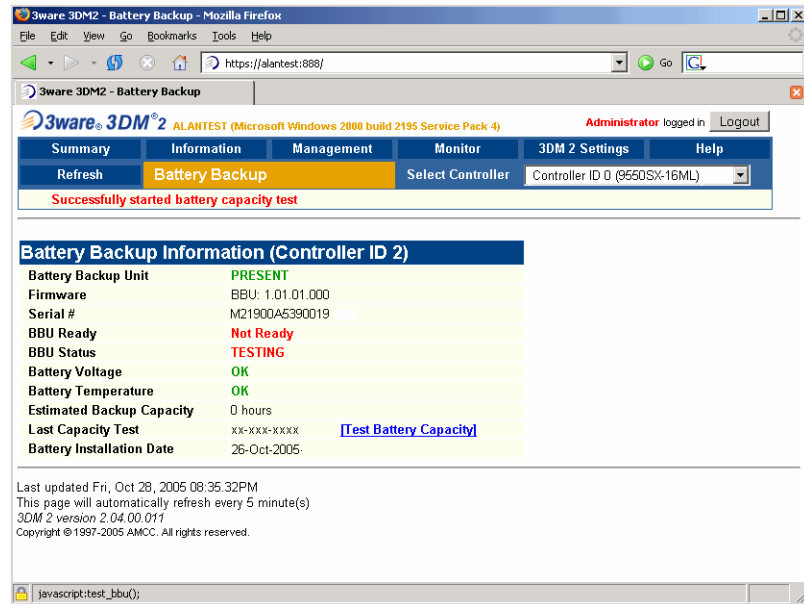 3ware 3DM2 - Battery Backup - Mozilla Firefox
File Edit View Go Bookmarks Tools Help
https://alantest:888/ Go G
3ware 3DM2 - Battery Backup
3ware® 3DM®2 ALANTEST (Microsoft Windows 2000 build 2195 Service Pack 4) Administrator logged in Logout
Summary Information Management Monitor 3DM 2 Settings Help
Refresh Battery Backup Select Controller Controller ID 0 (9550SX-16ML)
Successfully started battery capacity test
Battery Backup Information (Controller ID 2)
Battery Backup Unit PRESENT
Firmware BBU: 1.01.01.000
Serial # M21900A5390019
BBU Ready Not Ready
BBU Status TESTING
Battery Voltage OK
Battery Temperature OK
Estimated Backup Capacity 0 hours
Last Capacity Test xx-xxx-xxxx [Test Battery Capacity]
Battery Installation Date 26-Oct-2005
Last updated Fri, Oct 28, 2005 08:35.32PM
This page will automatically refresh every 5 minute(s)
3DM 2 version 2.04.00.011
Copyright © 1997-2005 AMCC. All rights reserved.
javascript:test_bbu();